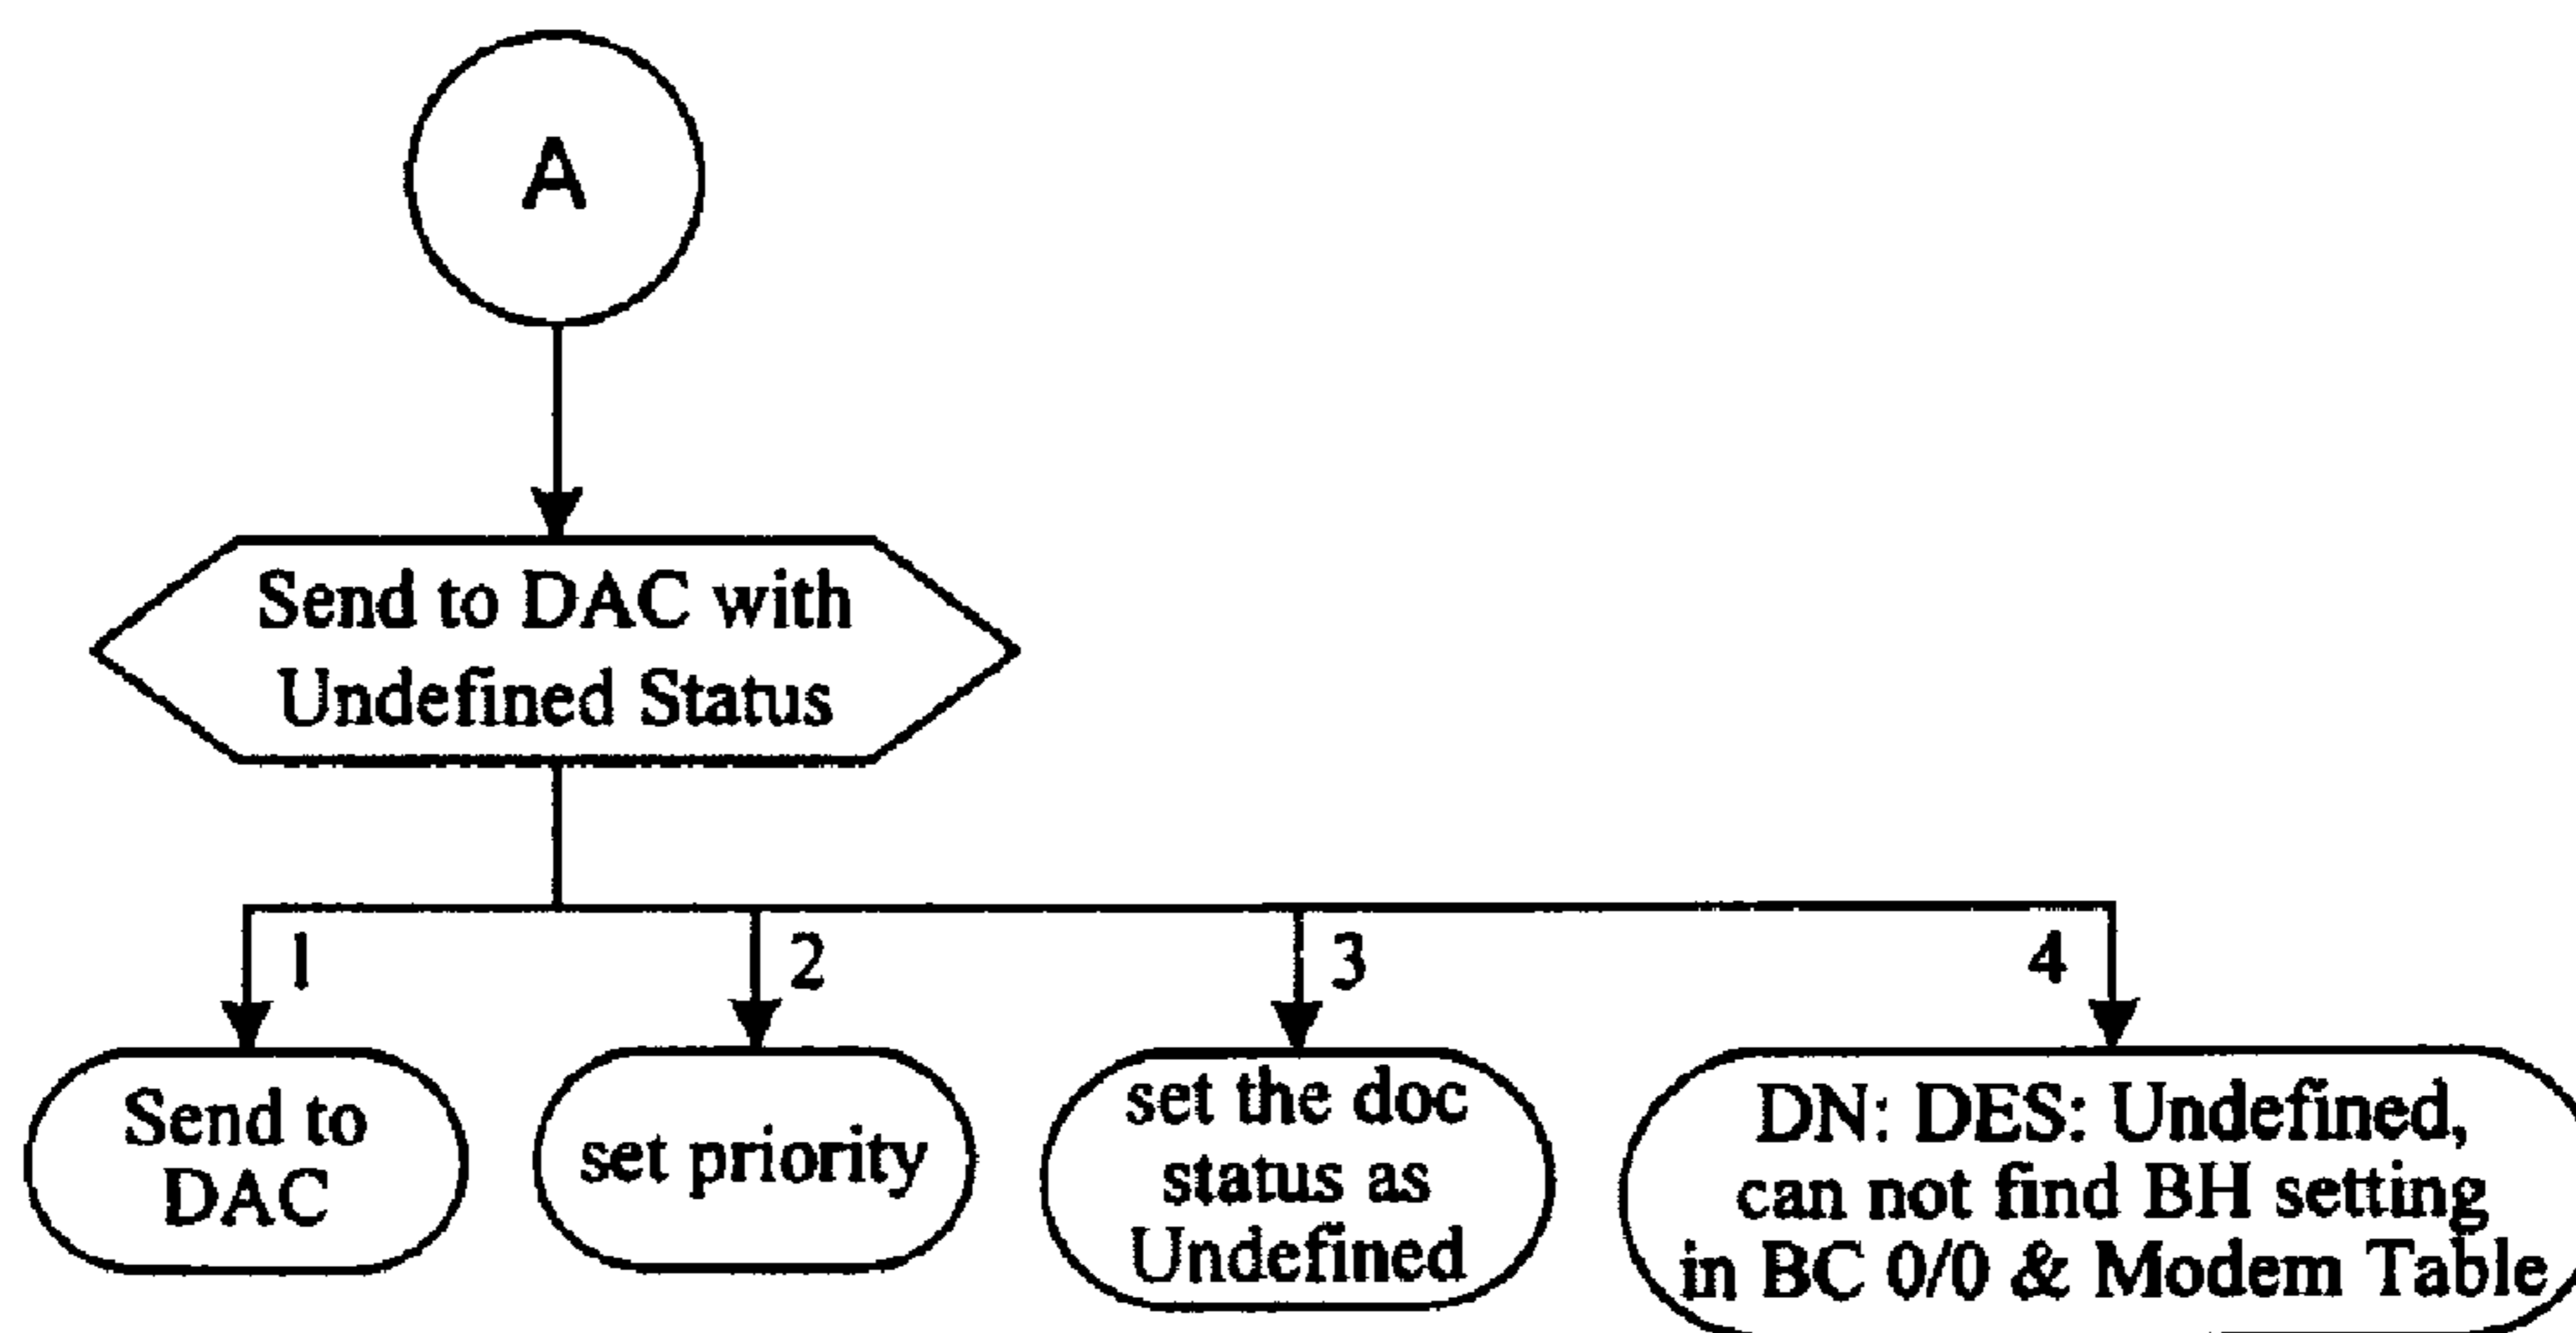 A
Send to DAC with
Undefined Status
1
2
3
4
Send to
DAC
set priority
set the doc
status as
Undefined
DN: DES: Undefined,
can not find BH setting
in BC 0/0 & Modem Table